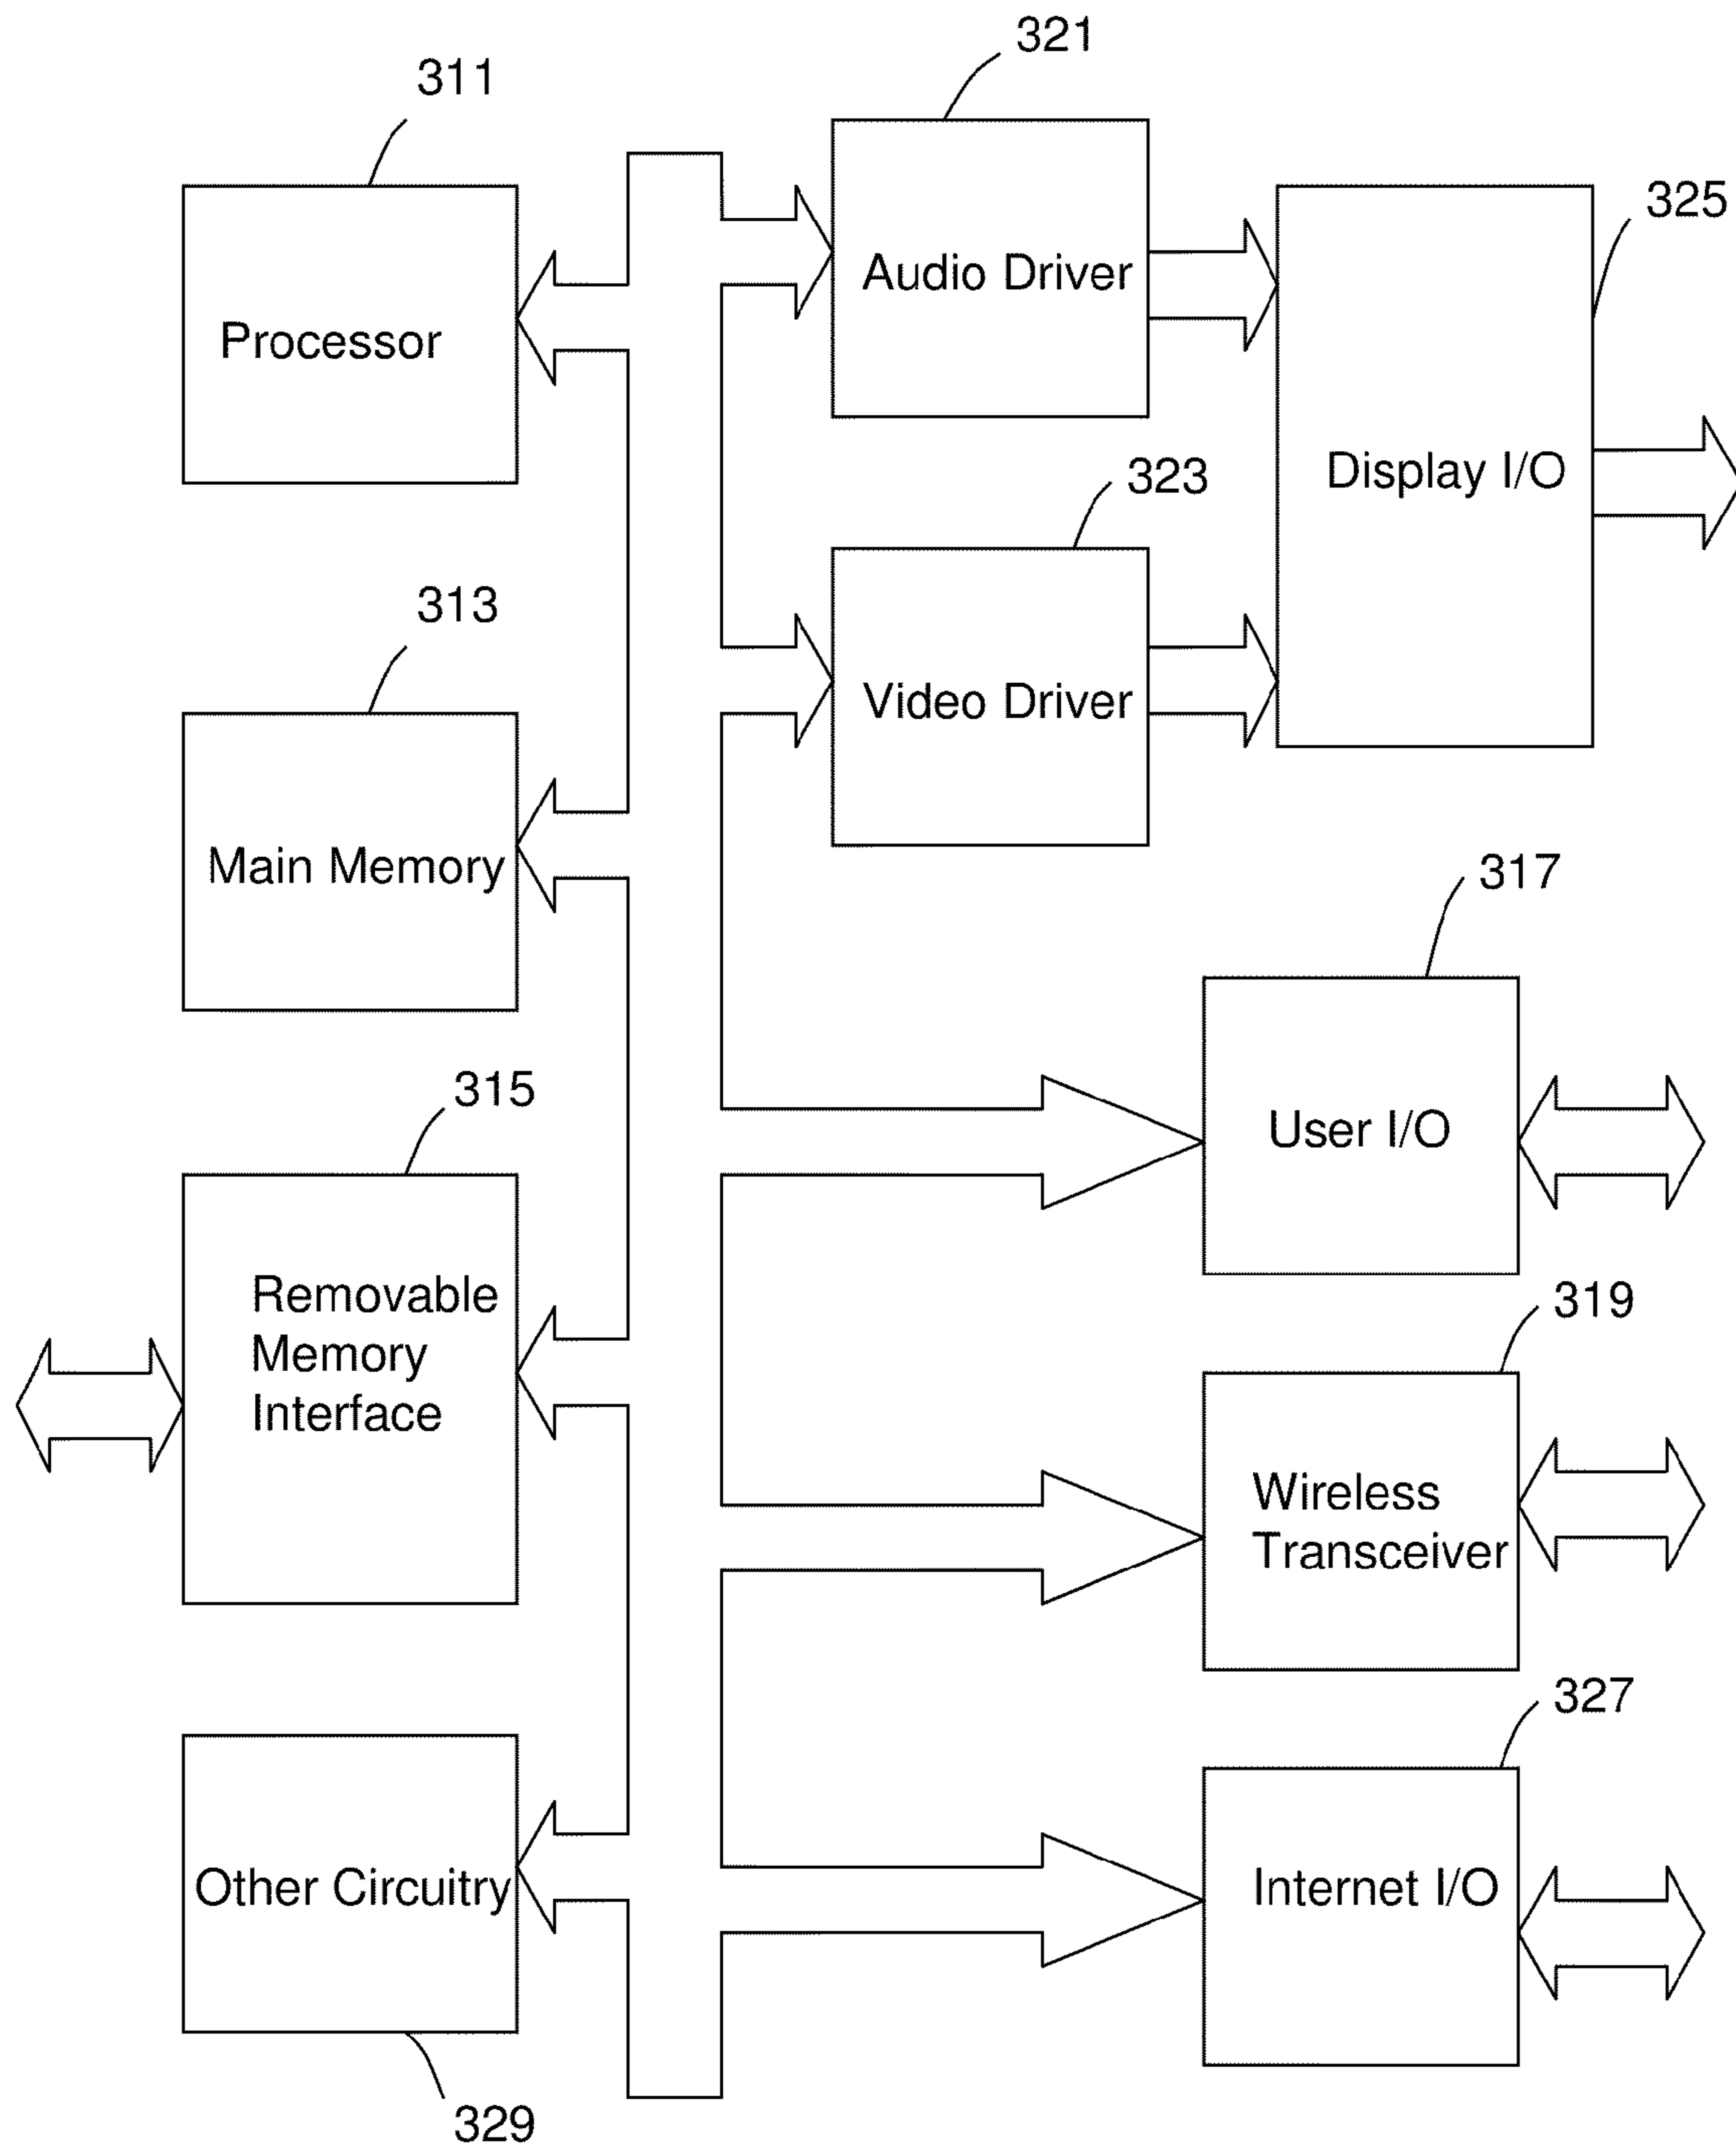 321
311
325
Audio Driver
Processor
Display I/O
323
313
Video Driver
Main Memory
317
315
User I/O
Removable
Memory
Interface
319
Wireless
Transceiver
327
Other Circuitry
Internet I/O
329